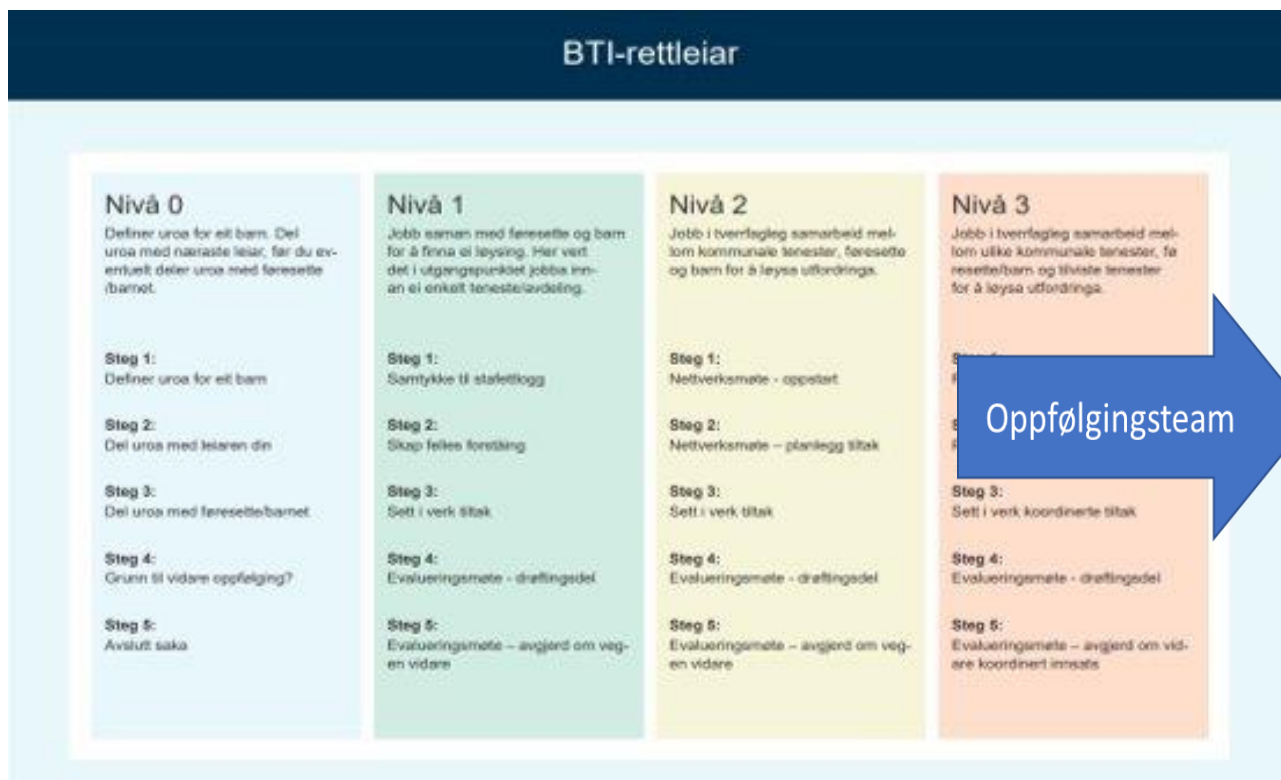 BTI-rettleiar
Nivå 0
Definer uroa for eit barn. Del
uroa med næraste leiar, før du ev-
entuelt deler uroa med føresette
/barnet.
Steg 1:
Definer uroa for eit barn
Steg 2:
Del uroa med leiaren din
Steg 3:
Del uroa med føresette/barnet
Steg 4:
Grunn til vidare oppfølging?
Steg 5:
Avslutt saka
Nivå 1
Jobb saman med føresette og barn
for å finna ei løysing. Her vert
det i utgangspunktet jobba inn-
an ei enkelt teneste/avdeling.
Steg 1:
Samtykke til stafettlogg
Steg 2:
Skap felles forståing
Steg 3:
Sett i verk tiltak
Steg 4:
Evalueringsmøte - drøftingsdel
Steg 5:
Evalueringsmøte – avgjerd om veg-
en vidare
Nivå 2
Jobb i tverrfagleg samarbeid mel-
lom kommunale tenester, føresette
og barn for å løysa utfordringa.
Steg 1:
Nettverksmøte - oppstart
Steg 2:
Nettverksmøte – planlegg tiltak
Steg 3:
Sett i verk tiltak
Steg 4:
Evalueringsmøte - drøftingsdel
Steg 5:
Evalueringsmøte – avgjerd om veg-
en vidare
Nivå 3
Jobb i tverrfagleg samarbeid mel-
lom ulike kommunale tenester, fø
resette/barn og tilviste tenester
for å løysa utfordringa.
Oppfølgingsteam
Steg 3:
Sett i verk koordinerte tiltak
Steg 4:
Evalueringsmøte - drøftingsdel
Steg 5:
Evalueringsmøte – avgjerd om vid-
are koordinert innsats